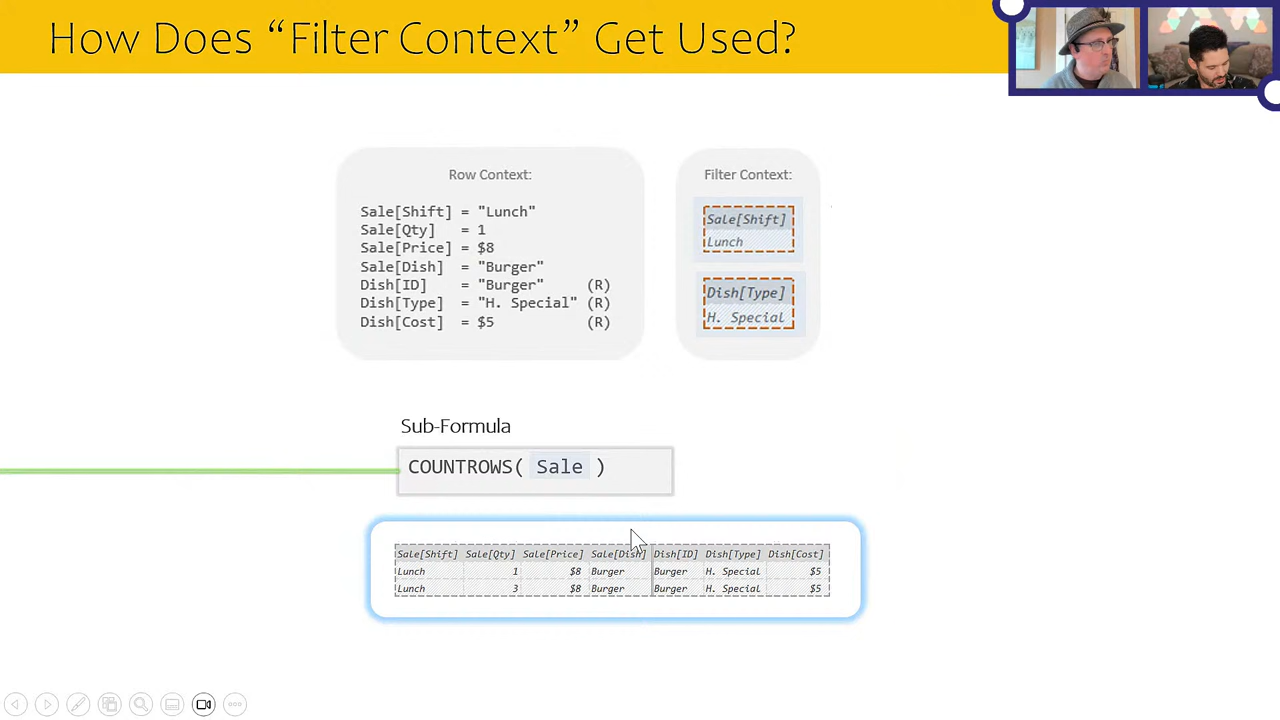 How Does “Filter Context” Get Used?
Row Context:
Sale[Shift] = "Lunch"
Sale[Qty] = 1
Sale[Price] = $8
Sale[Dish] = "Burger"
Dish[ID] = "Burger" (R)
Dish[Type] = "H. Special" (R)
Dish[Cost] = $5 (R)
Filter Context:
Sale[Shift]
Lunch
Dish[Type]
H. Special
Sub-Formula
COUNTROWS( Sale )
Sale[Shift] Sale[Qty] Sale[Price] Sale[Dish] Dish[ID] Dish[Type] Dish[Cost]
Lunch 1 $8 Burger Burger H. Special $5
Lunch 3 $8 Burger Burger H. Special $5